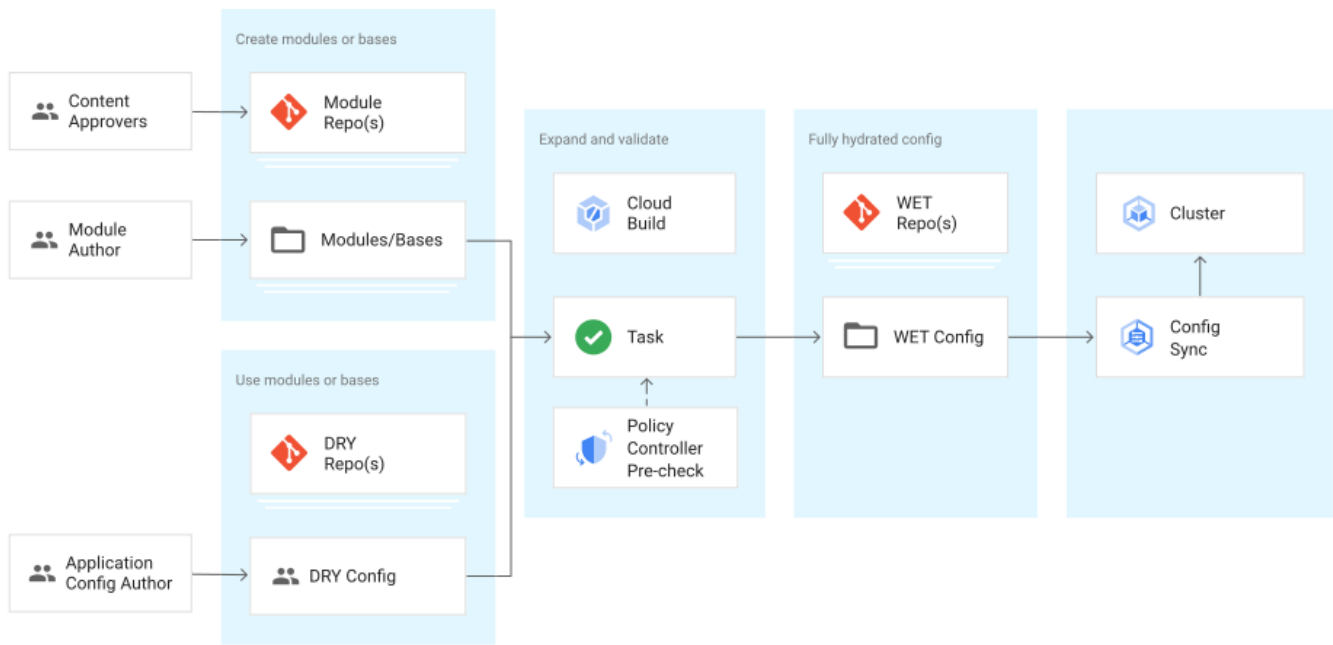 Create modules or bases
Content
Approvers
Module
Repo(s)
Module
Author
Modules/Bases
Use modules or bases
DRY
Repo(s)
Application
Config Author
DRY Config
Expand and validate
Cloud
Build
Task
Policy
Controller
Pre-check
Fully hydrated config
WET
Repo(s)
WET Config
Cluster
Config
Sync